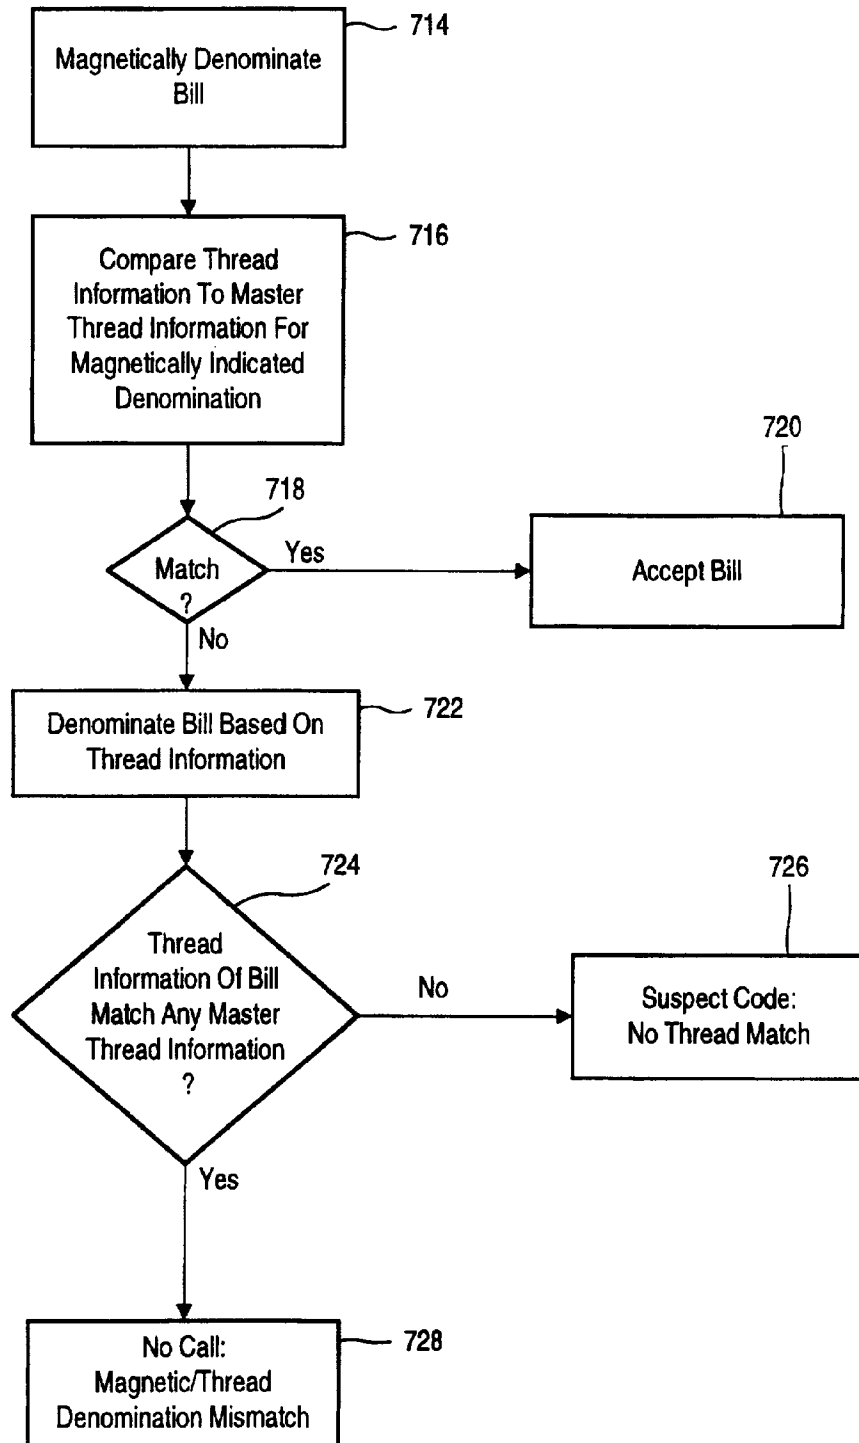 714
Magnetically Denominate
Bill
716
Compare Thread
Information To Master
Thread Information For
Magnetically Indicated
Denomination
718
720
Match
?
Yes
Accept Bill
No
722
Denominate Bill Based On
Thread Information
724
726
Thread
Information Of Bill
Match Any Master
Thread Information
?
No
Suspect Code:
No Thread Match
Yes
728
No Call:
Magnetic/Thread
Denomination Mismatch